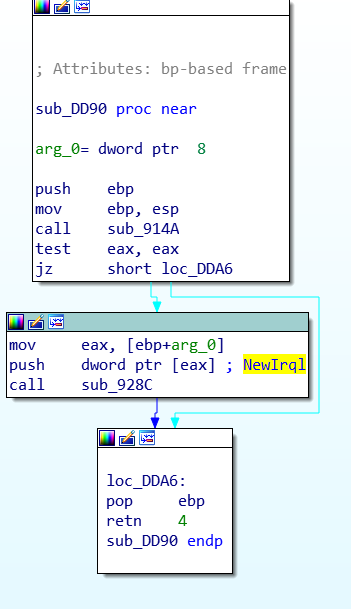 ; Attributes: bp-based frame
sub_DD90 proc near
arg_0= dword ptr  8
push    ebp
mov     ebp, esp
call    sub_914A
test    eax, eax
jz      short loc_DDA6
mov     eax, [ebp+arg_0]
push    dword ptr [eax] ; NewIrql
call    sub_928C
loc_DDA6:
pop     ebp
retn    4
sub_DD90 endp